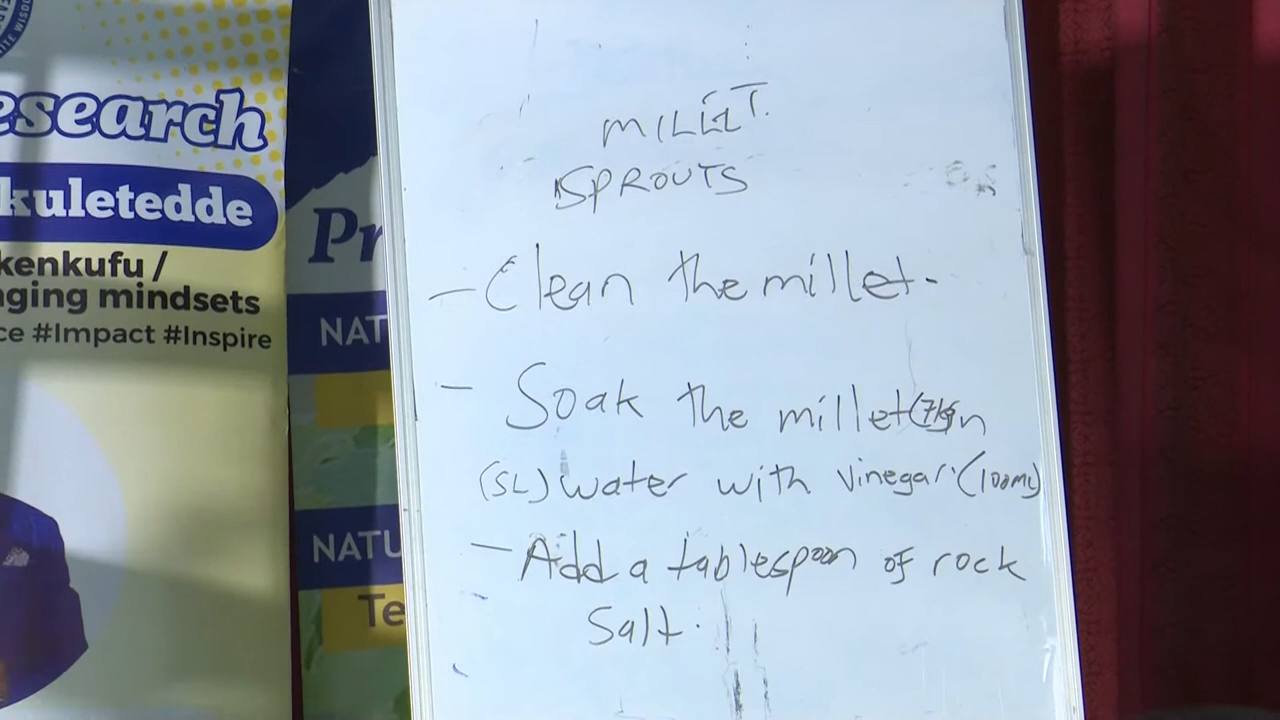 esearch
kuletedde
kenkufu /
nging mindsets
ce #Impact #Inspire
Pr
NAT
NATU
Te
MILLET.
SPROUTS
- Clean the millet-
- Soak the millet
(5L) water with vinegar. (100ML)
- Add a tablespoon of rock
Salt.